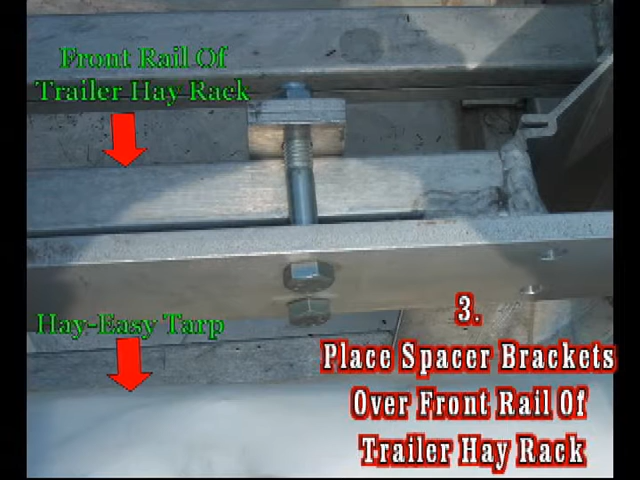 Front Rail Of
Trailer Hay Rack
Hay-Easy Tarp
3.
Place Spacer Brackets
Over Front Rail Of
Trailer Hay Rack